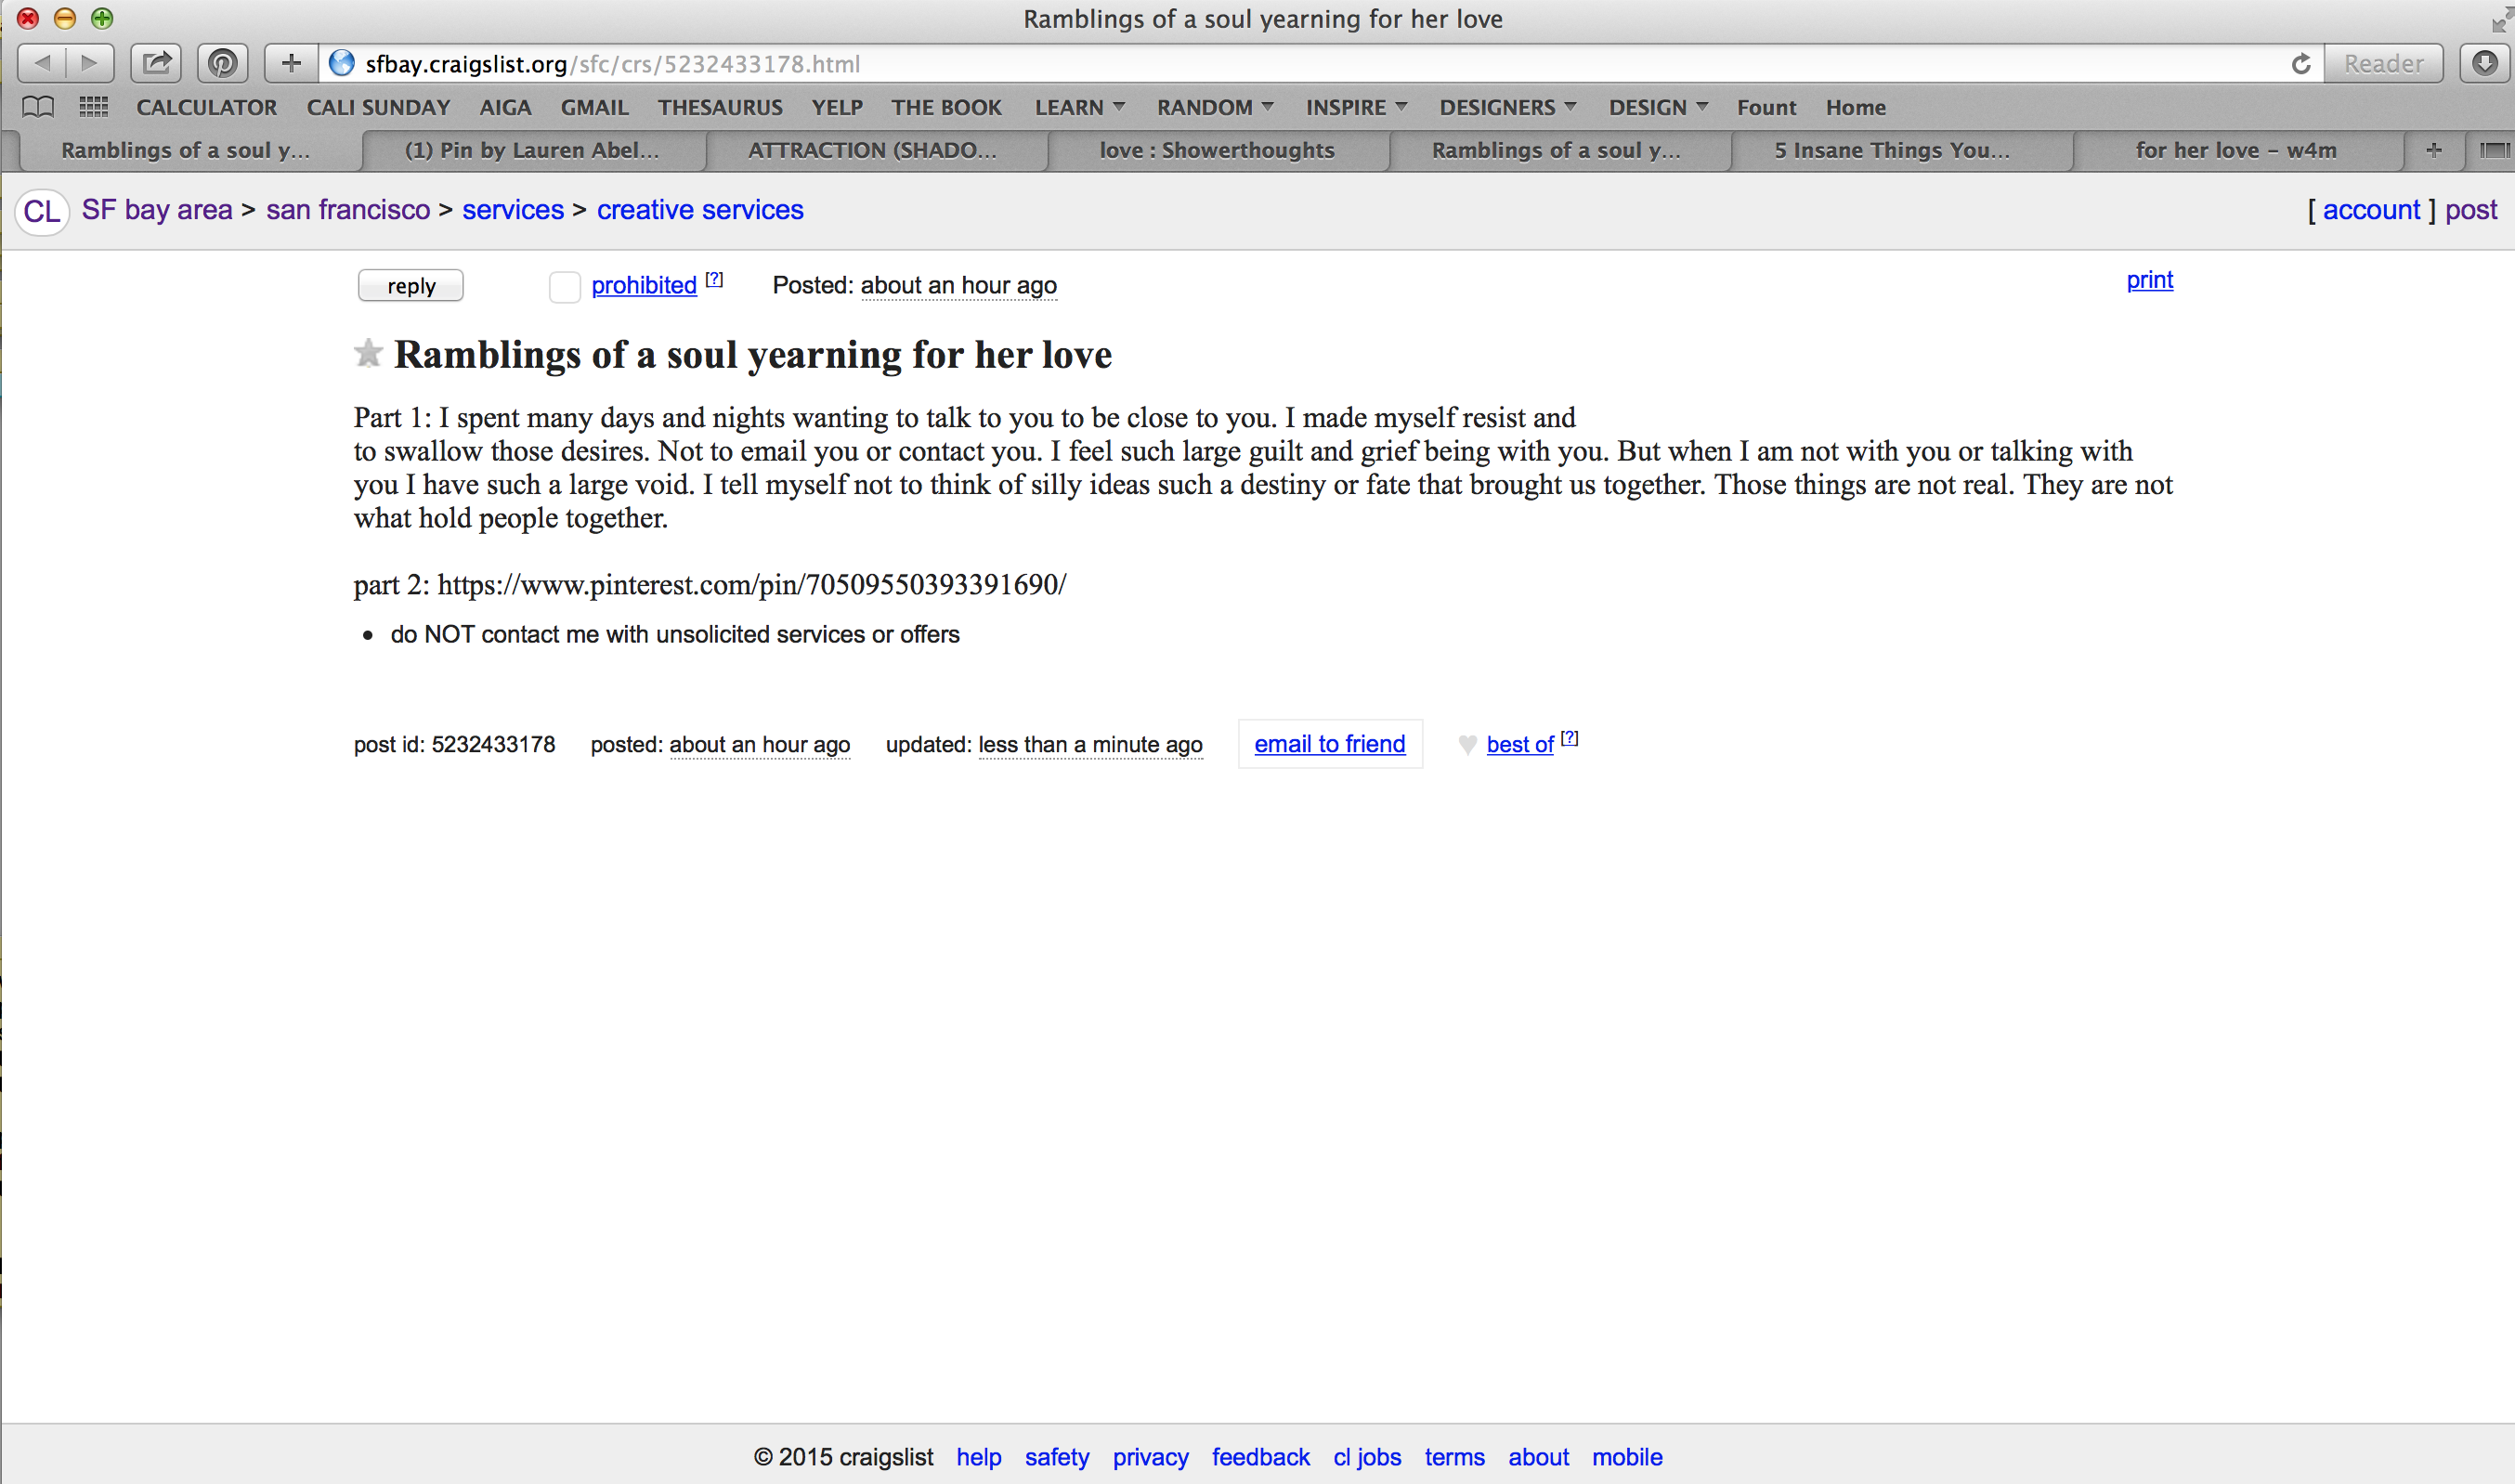 Ramblings of a soul yearning for her love
sfbay.craigslist.org/sfc/crs/5232433178.html
Reader
CALCULATOR CALI SUNDAY AIGA GMAIL THESAURUS YELP THE BOOK LEARN RANDOM INSPIRE DESIGNERS DESIGN Fount Home
Ramblings of a soul y... (1) Pin by Lauren Abel... ATTRACTION (SHADO... love : Showerthoughts Ramblings of a soul y... 5 Insane Things You... for her love – w4m
CL SF bay area > san francisco > services > creative services [ account ] post
reply prohibited [?] Posted: about an hour ago print
Ramblings of a soul yearning for her love
Part 1: I spent many days and nights wanting to talk to you to be close to you. I made myself resist and
to swallow those desires. Not to email you or contact you. I feel such large guilt and grief being with you. But when I am not with you or talking with
you I have such a large void. I tell myself not to think of silly ideas such a destiny or fate that brought us together. Those things are not real. They are not
what hold people together.
part 2: https://www.pinterest.com/pin/70509550393391690/
• do NOT contact me with unsolicited services or offers
post id: 5232433178 posted: about an hour ago updated: less than a minute ago email to friend ♥ best of [?]
© 2015 craigslist help safety privacy feedback cl jobs terms about mobile